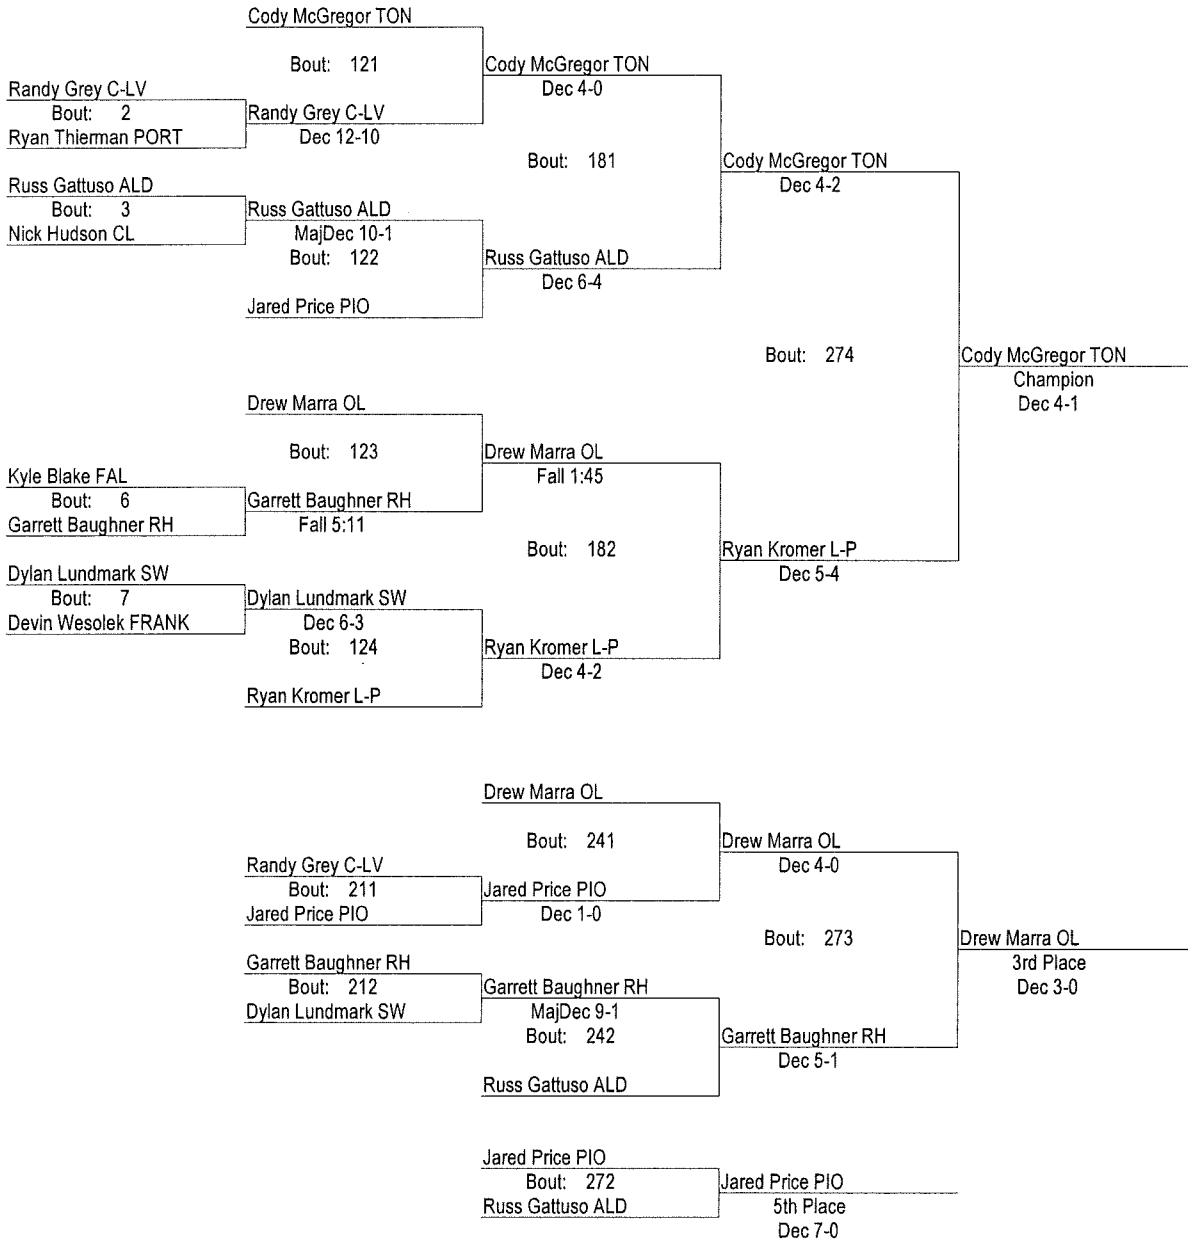 Cody McGregor TON
Bout: 121
Cody McGregor TON
Dec 4-0
Randy Grey C-LV
Bout: 2
Ryan Thierman PORT
Randy Grey C-LV
Dec 12-10
Bout: 181
Cody McGregor TON
Dec 4-2
Russ Gattuso ALD
Bout: 3
Nick Hudson CL
Russ Gattuso ALD
MajDec 10-1
Bout: 122
Russ Gattuso ALD
Dec 6-4
Jared Price PIO
Bout: 274
Cody McGregor TON
Champion
Dec 4-1
Drew Marra OL
Bout: 123
Drew Marra OL
Fall 1:45
Kyle Blake FAL
Bout: 6
Garrett Baughner RH
Garrett Baughner RH
Fall 5:11
Bout: 182
Ryan Kromer L-P
Dec 5-4
Dylan Lundmark SW
Bout: 7
Devin Wesolek FRANK
Dylan Lundmark SW
Dec 6-3
Bout: 124
Ryan Kromer L-P
Dec 4-2
Ryan Kromer L-P
Drew Marra OL
Bout: 241
Drew Marra OL
Dec 4-0
Randy Grey C-LV
Bout: 211
Jared Price PIO
Jared Price PIO
Dec 1-0
Bout: 273
Drew Marra OL
3rd Place
Dec 3-0
Garrett Baughner RH
Bout: 212
Dylan Lundmark SW
Garrett Baughner RH
MajDec 9-1
Bout: 242
Garrett Baughner RH
Dec 5-1
Russ Gattuso ALD
Jared Price PIO
Bout: 272
Russ Gattuso ALD
Jared Price PIO
5th Place
Dec 7-0